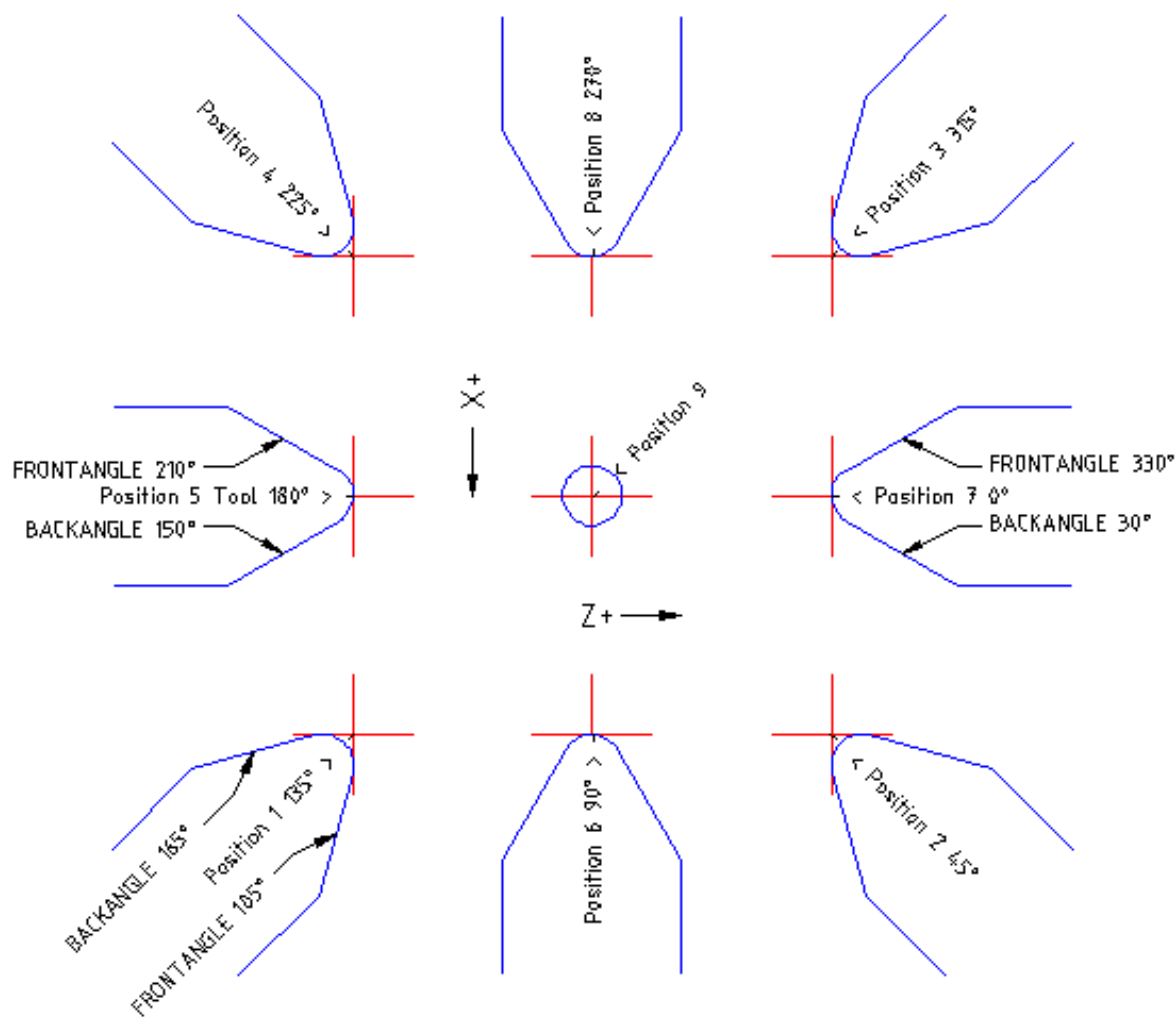 Position 4 225°
Position 8 270°
Position 3 315°
X+
Position 9
FRONTANGLE 210°
Position 5 Tool 180°
BACKANGLE 150°
FRONTANGLE 330°
Position 7 0°
BACKANGLE 30°
Z+
BACKANGLE 165°
Position 1 135°
FRONTANGLE 105°
Position 6 90°
Position 2 45°